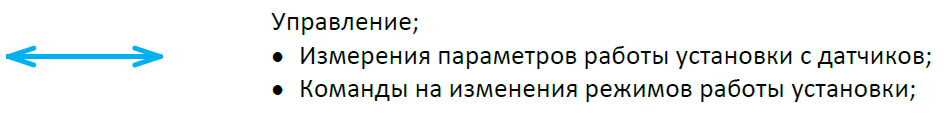 Управление;
• Измерения параметров работы установки с датчиков;
• Команды на изменения режимов работы установки;